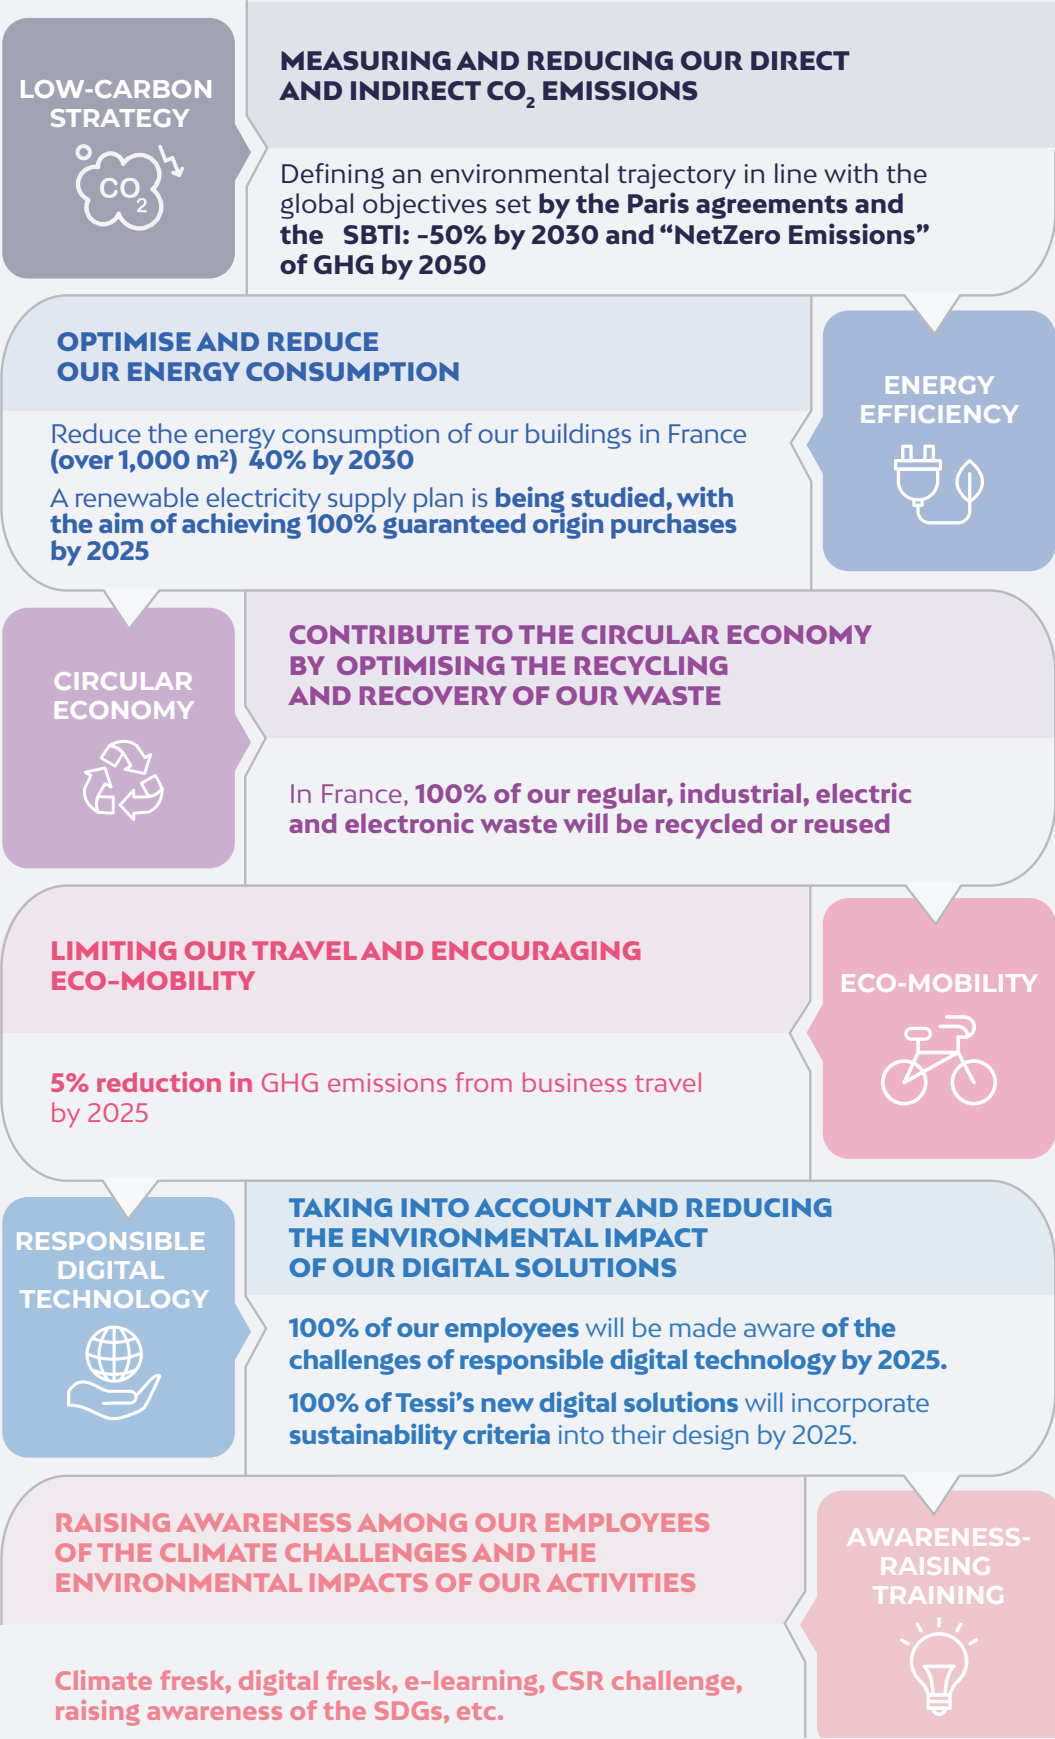 LOW-CARBON
STRATEGY
CO2
MEASURING AND REDUCING OUR DIRECT
AND INDIRECT CO2 EMISSIONS
Defining an environmental trajectory in line with the
global objectives set by the Paris agreements and
the SBTI: -50% by 2030 and “NetZero Emissions”
of GHG by 2050
OPTIMISE AND REDUCE
OUR ENERGY CONSUMPTION
Reduce the energy consumption of our buildings in France
(over 1,000 m²) 40% by 2030
A renewable electricity supply plan is being studied, with
the aim of achieving 100% guaranteed origin purchases
by 2025
ENERGY
EFFICIENCY
CIRCULAR
ECONOMY
CONTRIBUTE TO THE CIRCULAR ECONOMY
BY OPTIMISING THE RECYCLING
AND RECOVERY OF OUR WASTE
In France, 100% of our regular, industrial, electric
and electronic waste will be recycled or reused
LIMITING OUR TRAVEL AND ENCOURAGING
ECO-MOBILITY
5% reduction in GHG emissions from business travel
by 2025
ECO-MOBILITY
RESPONSIBLE
DIGITAL
TECHNOLOGY
TAKING INTO ACCOUNT AND REDUCING
THE ENVIRONMENTAL IMPACT
OF OUR DIGITAL SOLUTIONS
100% of our employees will be made aware of the
challenges of responsible digital technology by 2025.
100% of Tessi’s new digital solutions will incorporate
sustainability criteria into their design by 2025.
RAISING AWARENESS AMONG OUR EMPLOYEES
OF THE CLIMATE CHALLENGES AND THE
ENVIRONMENTAL IMPACTS OF OUR ACTIVITIES
Climate fresk, digital fresk, e-learning, CSR challenge,
raising awareness of the SDGs, etc.
AWARENESS-
RAISING
TRAINING